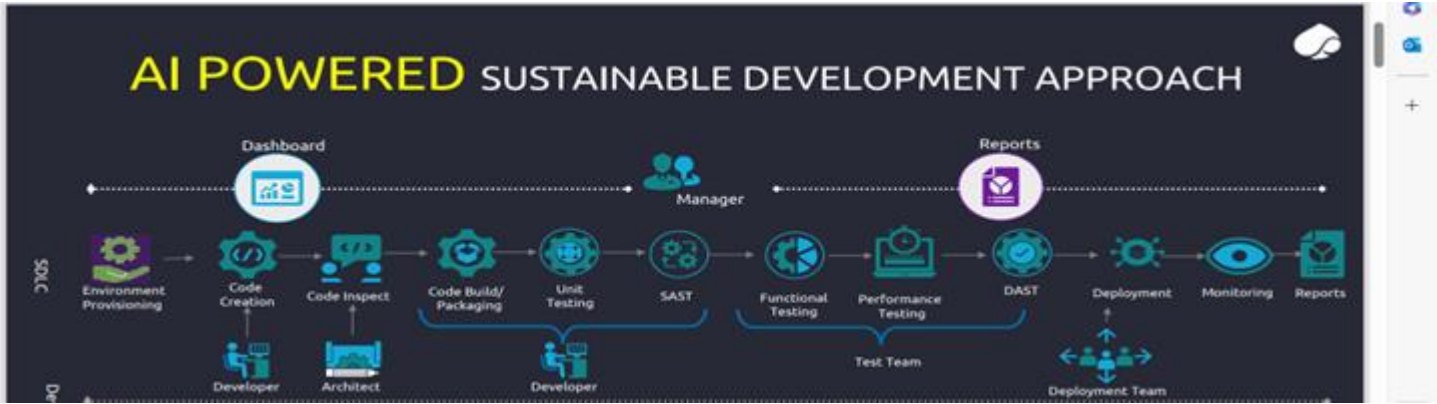 AI POWERED SUSTAINABLE DEVELOPMENT APPROACH
Dashboard
Reports
Manager
SDLC
Environment
Provisioning
Code
Creation
Code Inspect
Code Build/
Packaging
Unit
Testing
SAST
Functional
Testing
Performance
Testing
DAST
Deployment
Monitoring
Reports
Developer
Architect
Developer
Test Team
Deployment Team